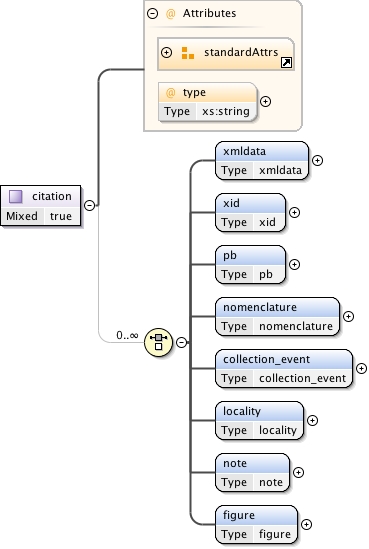 Attributes
standardAttrs
type
Type xs:string
citation
Mixed true
0..∞
xmldata
Type xmldata
xid
Type xid
pb
Type pb
nomenclature
Type nomenclature
collection_event
Type collection_event
locality
Type locality
note
Type note
figure
Type figure